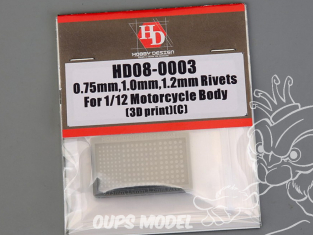 HD
HOBBY DESIGN
HD08-0003
0.75mm,1.0mm,1.2mm Rivets
For 1/12 Motorcycle Body
(3D print)(C)
OUPS MODEL